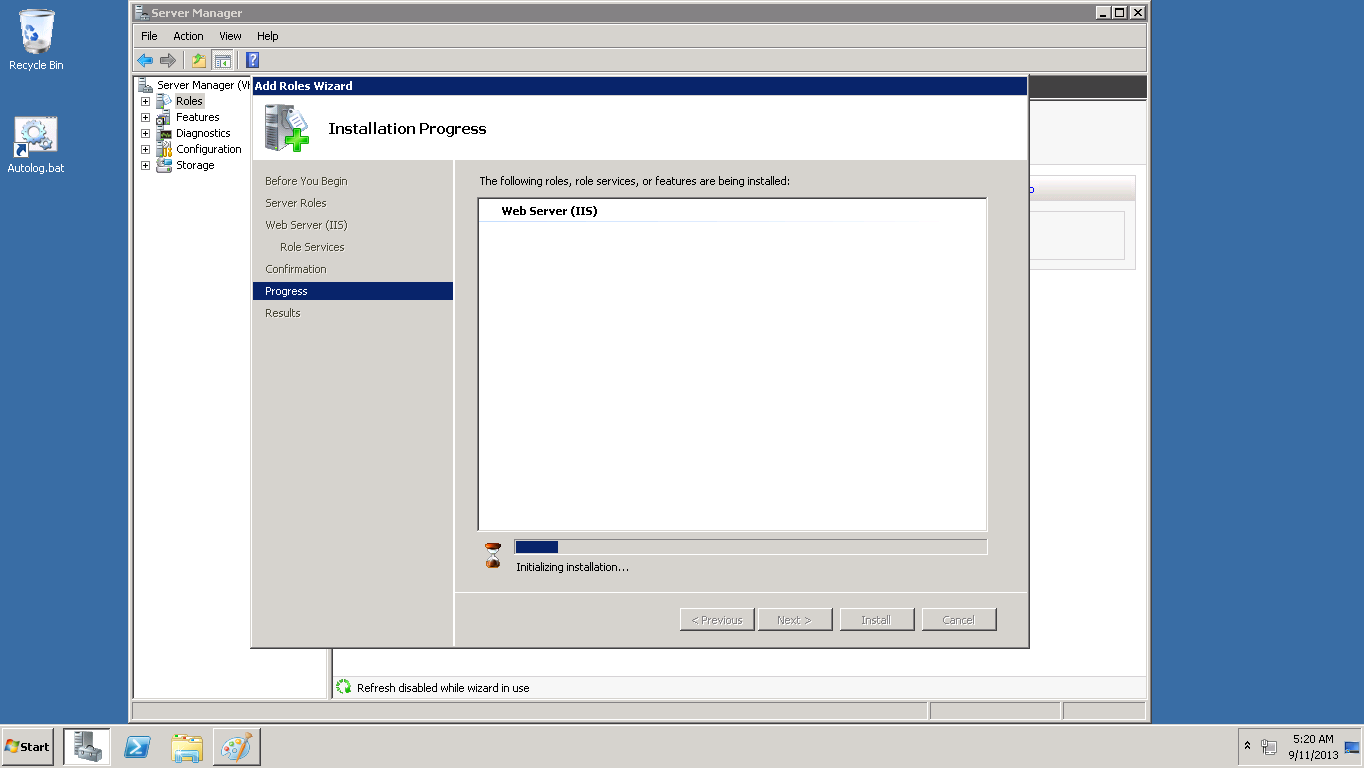 Recycle Bin
Autolog.bat
Server Manager
File Action View Help
Server Manager (V
Roles
Features
Diagnostics
Configuration
Storage
Add Roles Wizard
Installation Progress
Before You Begin
Server Roles
Web Server (IIS)
Role Services
Confirmation
Progress
Results
The following roles, role services, or features are being installed:
Web Server (IIS)
Initializing installation...
< Previous Next > Install Cancel
Refresh disabled while wizard in use
Start
5:20 AM
9/11/2013